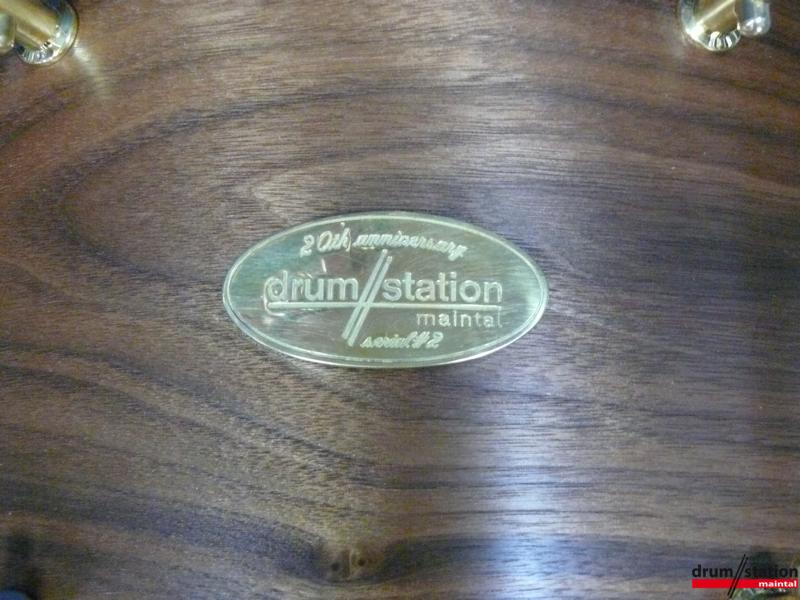 20th anniversary
drum//station
maintal
serial #2
drum//station
maintal